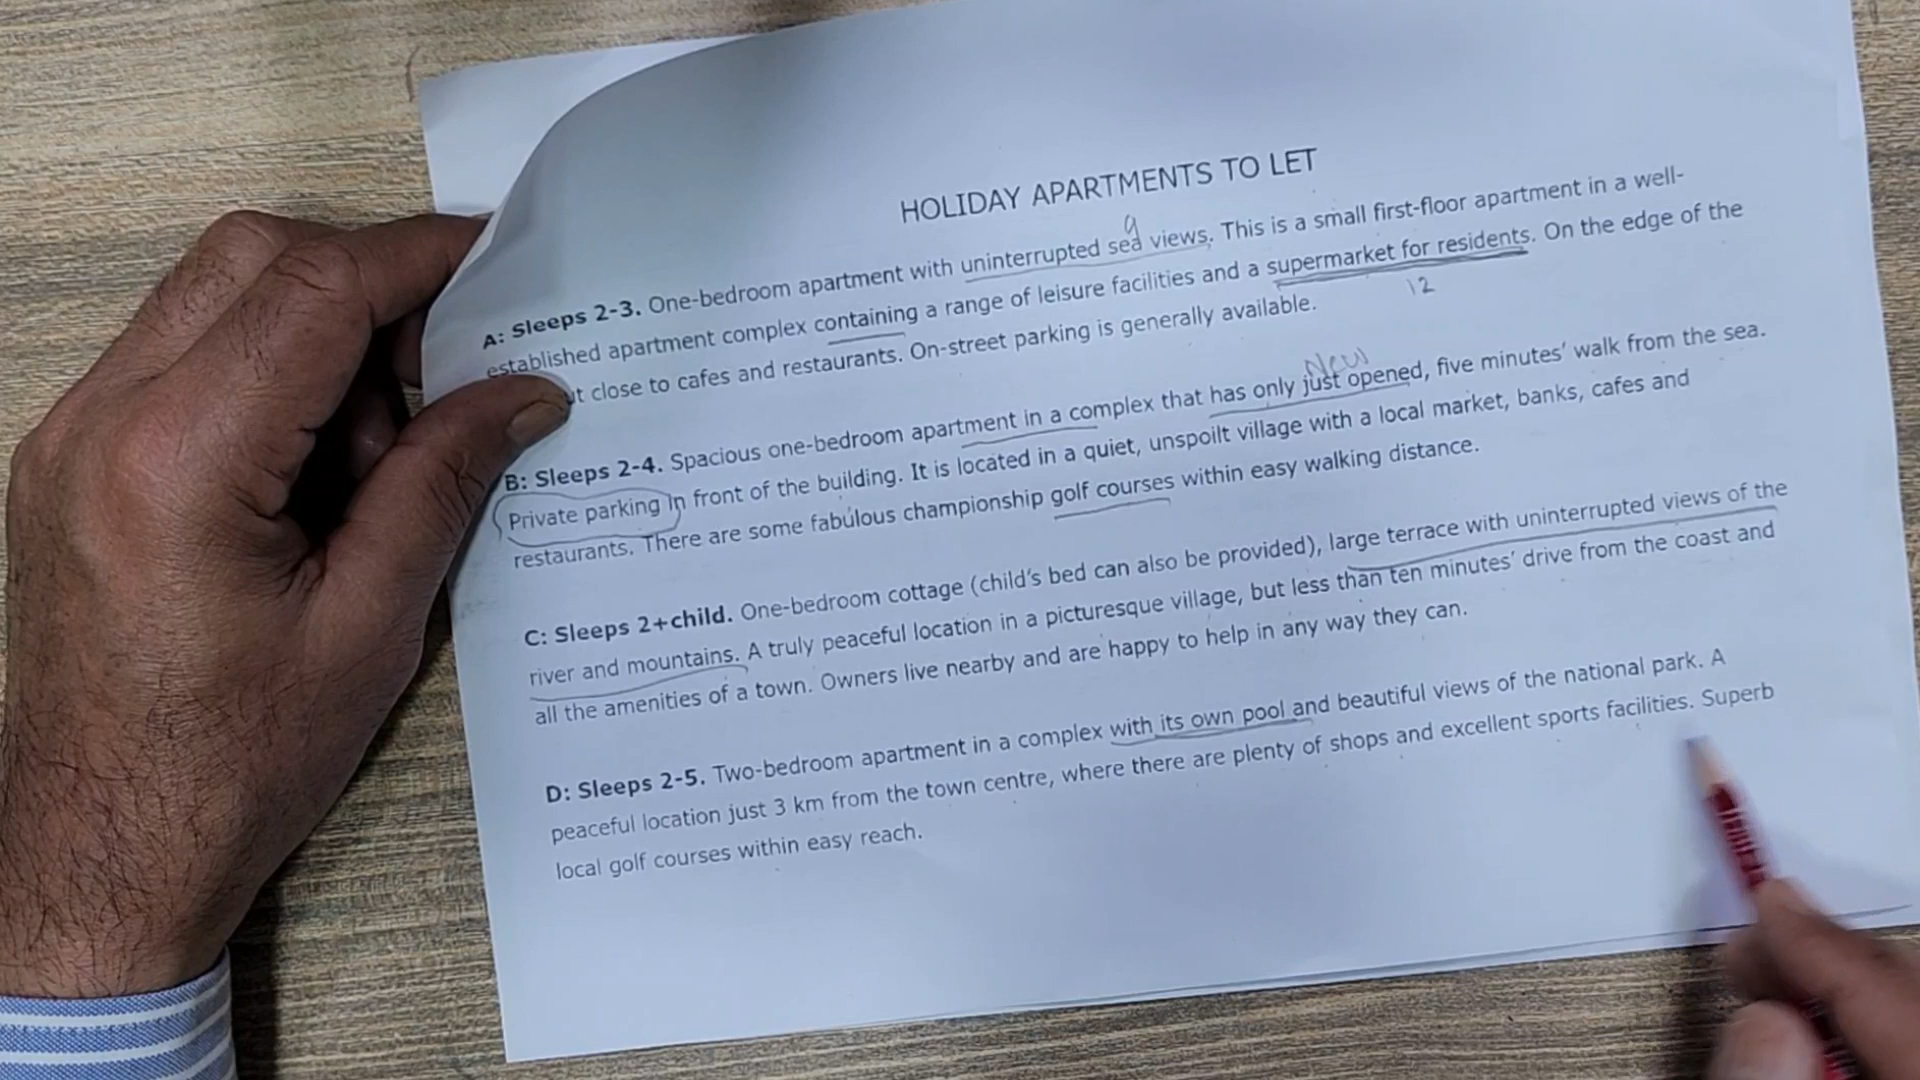 HOLIDAY APARTMENTS TO LET
9
A: Sleeps 2-3. One-bedroom apartment with uninterrupted sea views. This is a small first-floor apartment in a well-
established apartment complex containing a range of leisure facilities and a supermarket for residents. On the edge of the
12
ut close to cafes and restaurants. On-street parking is generally available.
New
B: Sleeps 2-4. Spacious one-bedroom apartment in a complex that has only just opened, five minutes' walk from the sea.
Private parking in front of the building. It is located in a quiet, unspoilt village with a local market, banks, cafes and
restaurants. There are some fabulous championship golf courses within easy walking distance.
C: Sleeps 2+child. One-bedroom cottage (child's bed can also be provided), large terrace with uninterrupted views of the
river and mountains. A truly peaceful location in a picturesque village, but less than ten minutes' drive from the coast and
all the amenities of a town. Owners live nearby and are happy to help in any way they can.
D: Sleeps 2-5. Two-bedroom apartment in a complex with its own pool and beautiful views of the national park. A
peaceful location just 3 km from the town centre, where there are plenty of shops and excellent sports facilities. Superb
local golf courses within easy reach.